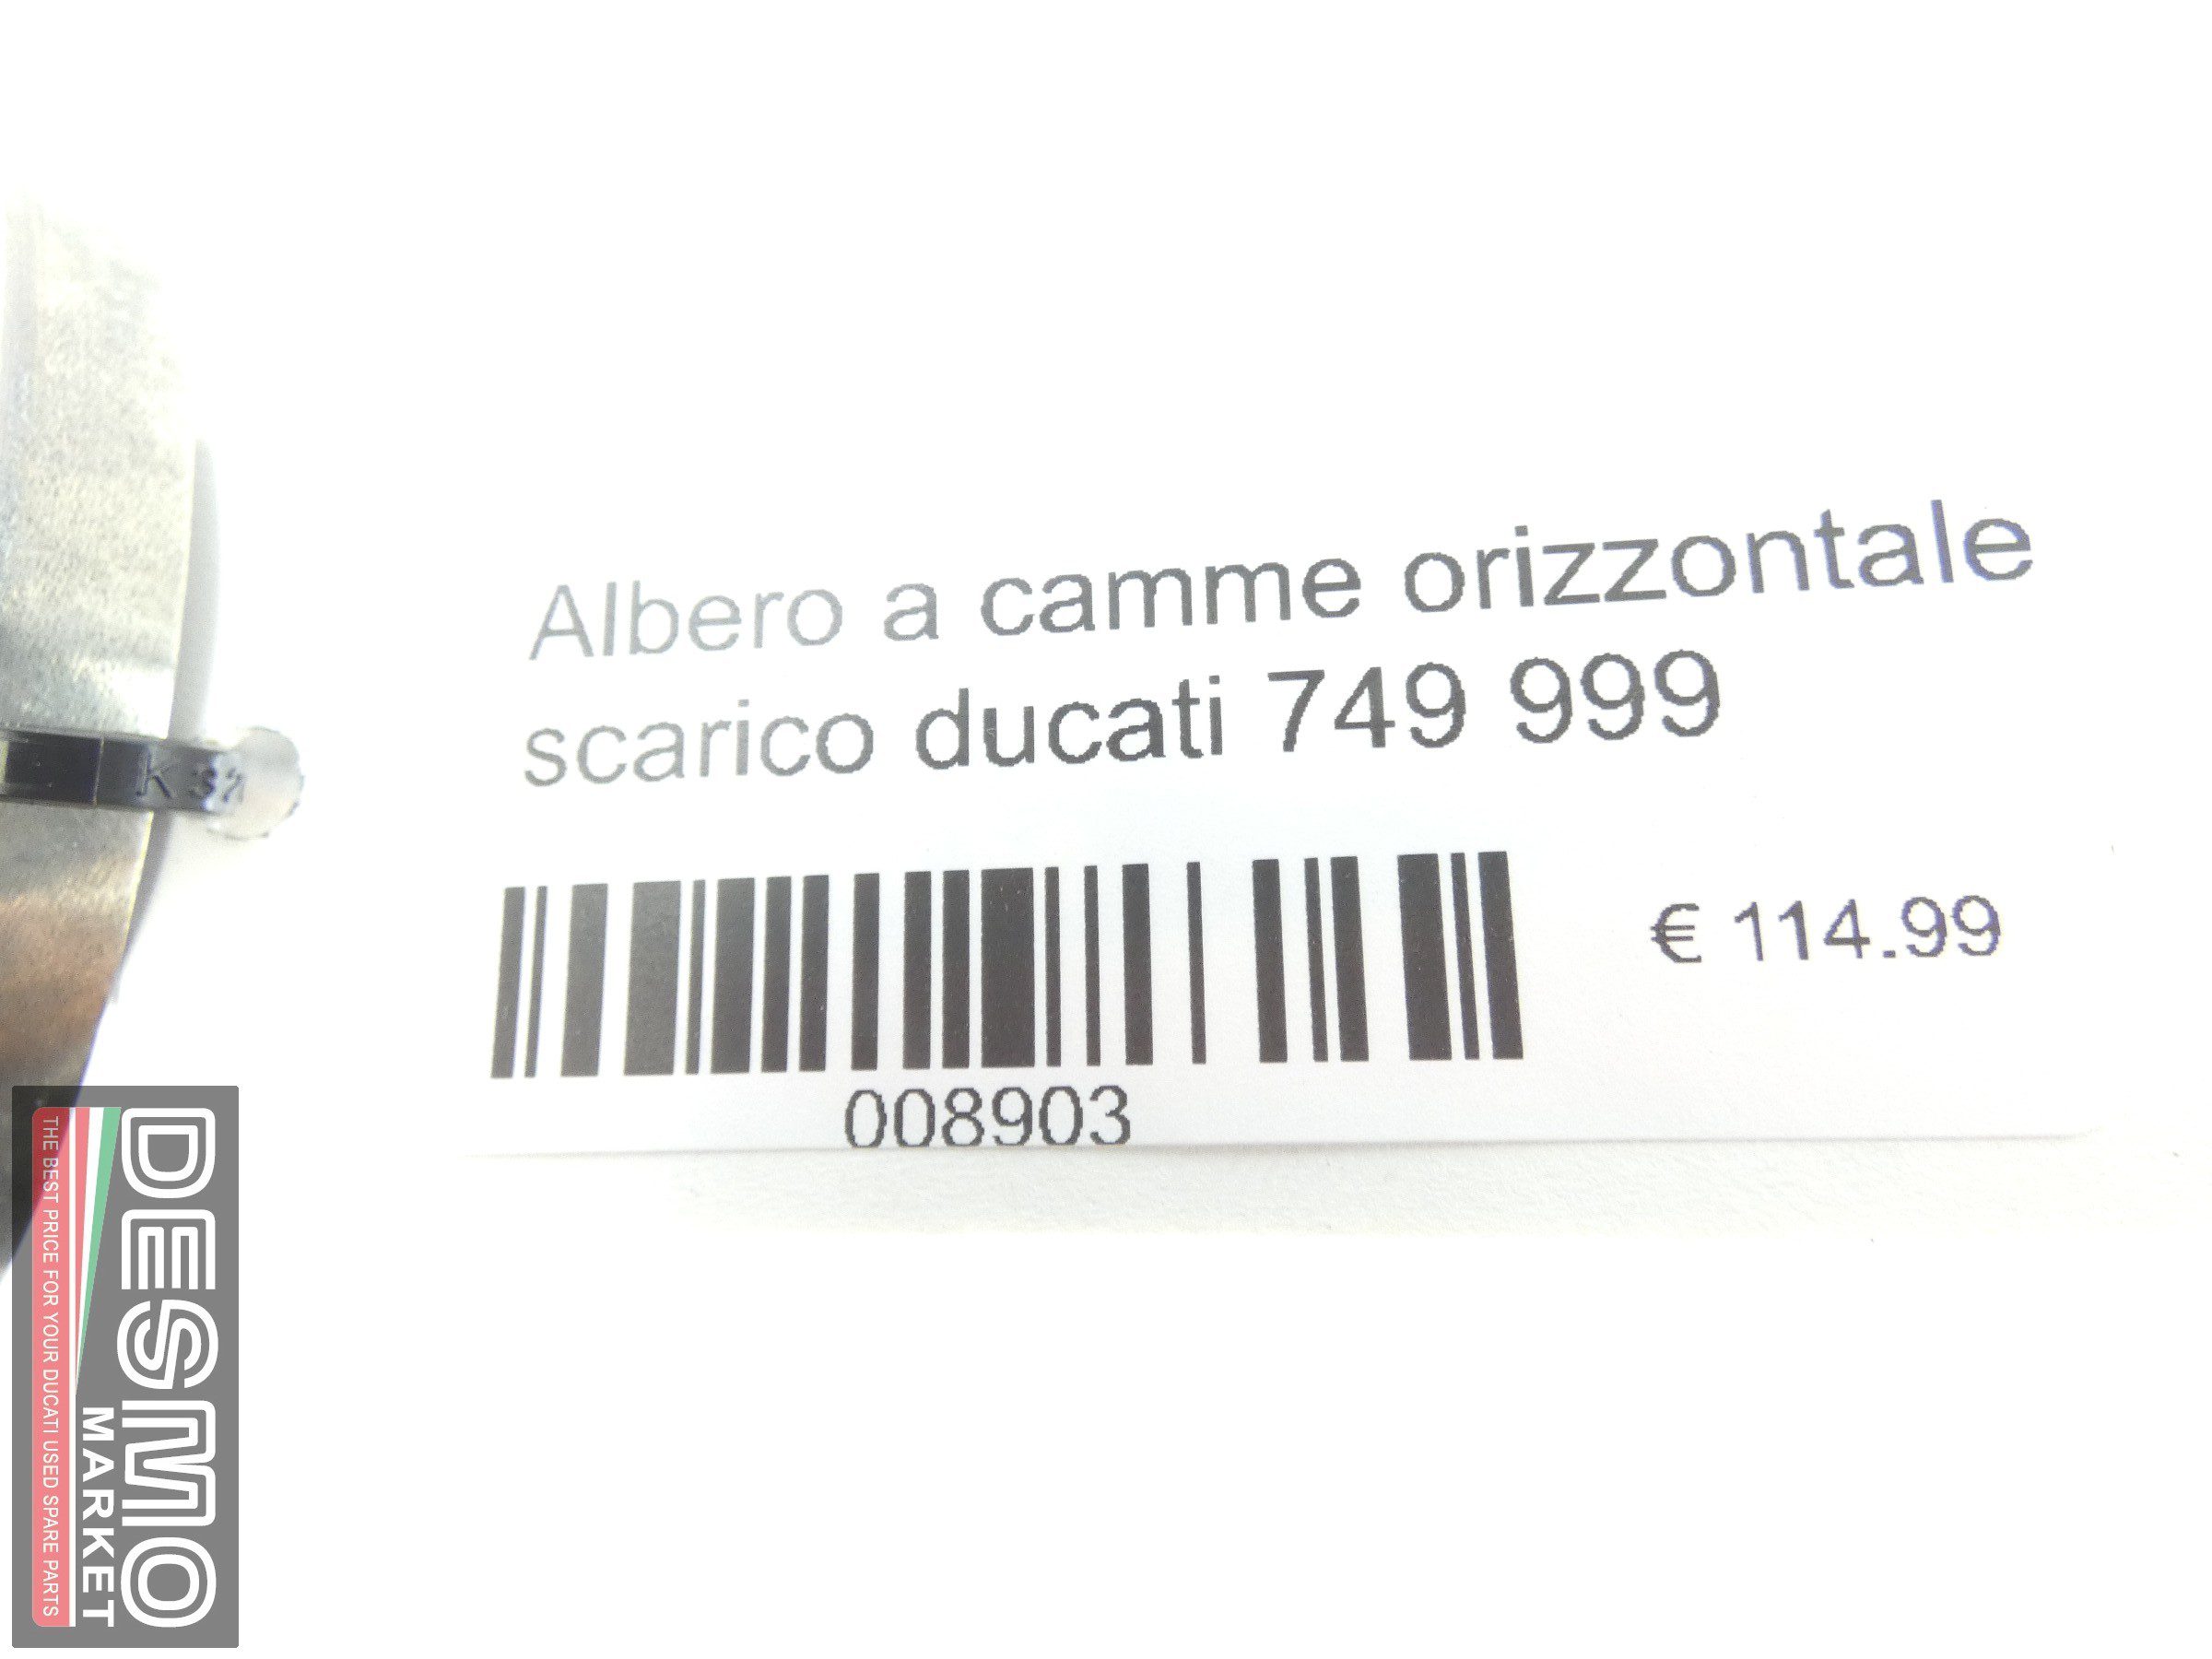 Albero a camme orizzontale
scarico ducati 749 999
€ 114.99
008903
DESMO
MARKET
THE BEST PRICE FOR YOUR DUCATI USED SPARE PARTS